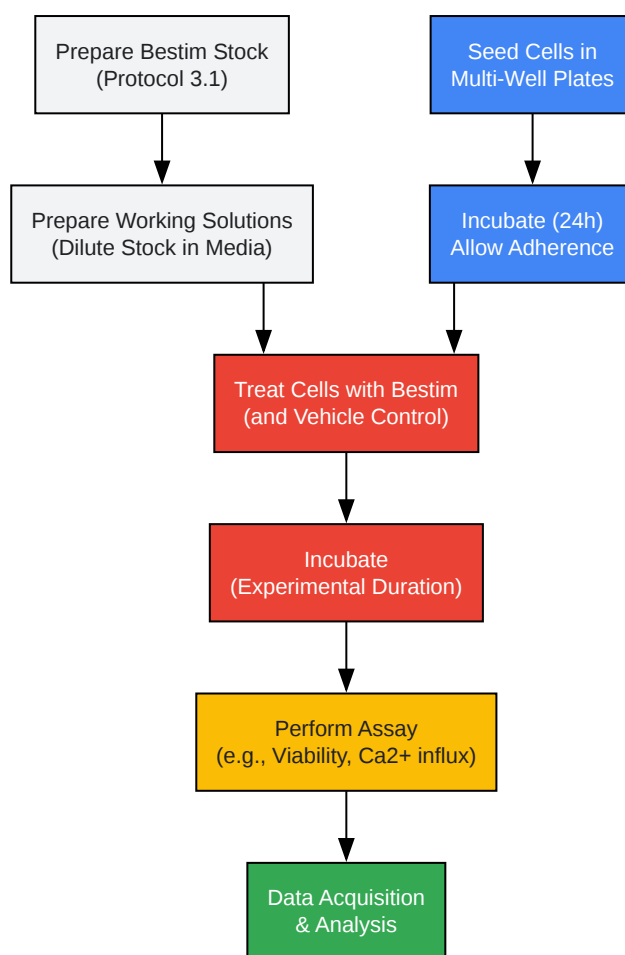 Prepare Bestim Stock
(Protocol 3.1)
Seed Cells in
Multi-Well Plates
Prepare Working Solutions
(Dilute Stock in Media)
Incubate (24h)
Allow Adherence
Treat Cells with Bestim
(and Vehicle Control)
Incubate
(Experimental Duration)
Perform Assay
(e.g., Viability, Ca2+ influx)
Data Acquisition
& Analysis